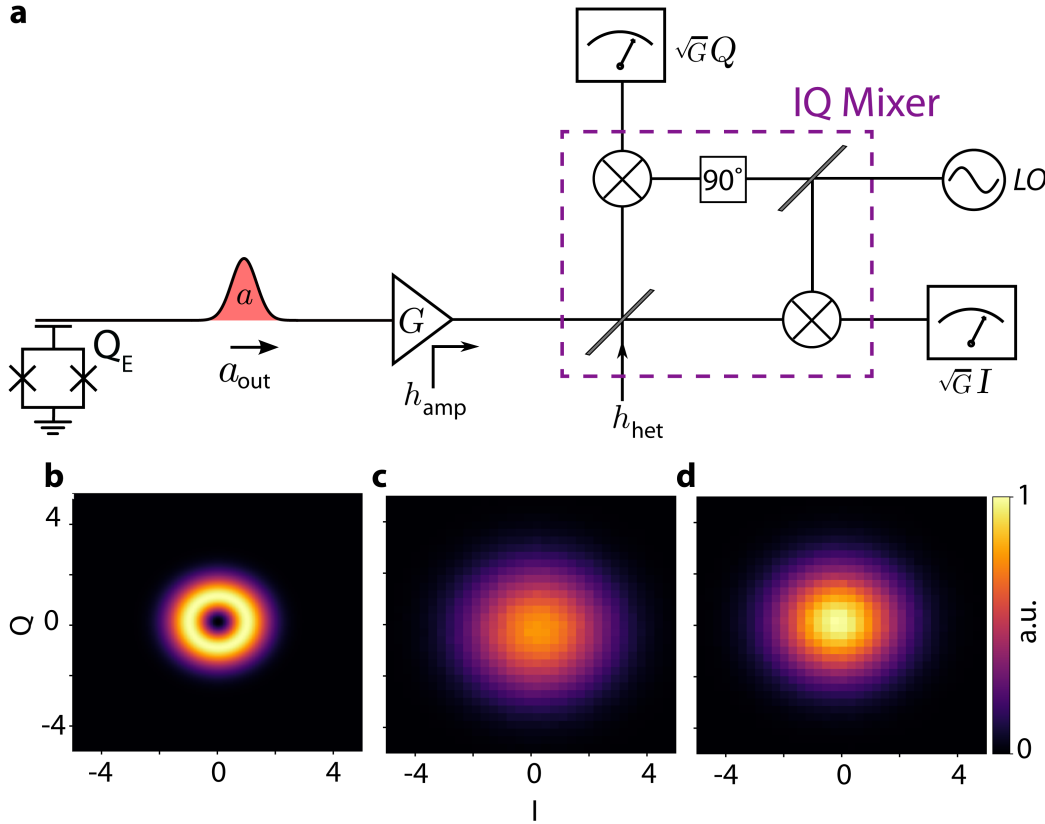 a
√G Q
IQ Mixer
90°
LO
a
Q_E
a_out
G
h_amp
h_het
√G I
b
c
d
4
0
-4
Q
-4 0 4
-4 0 4
-4 0 4
I
1
0
a.u.